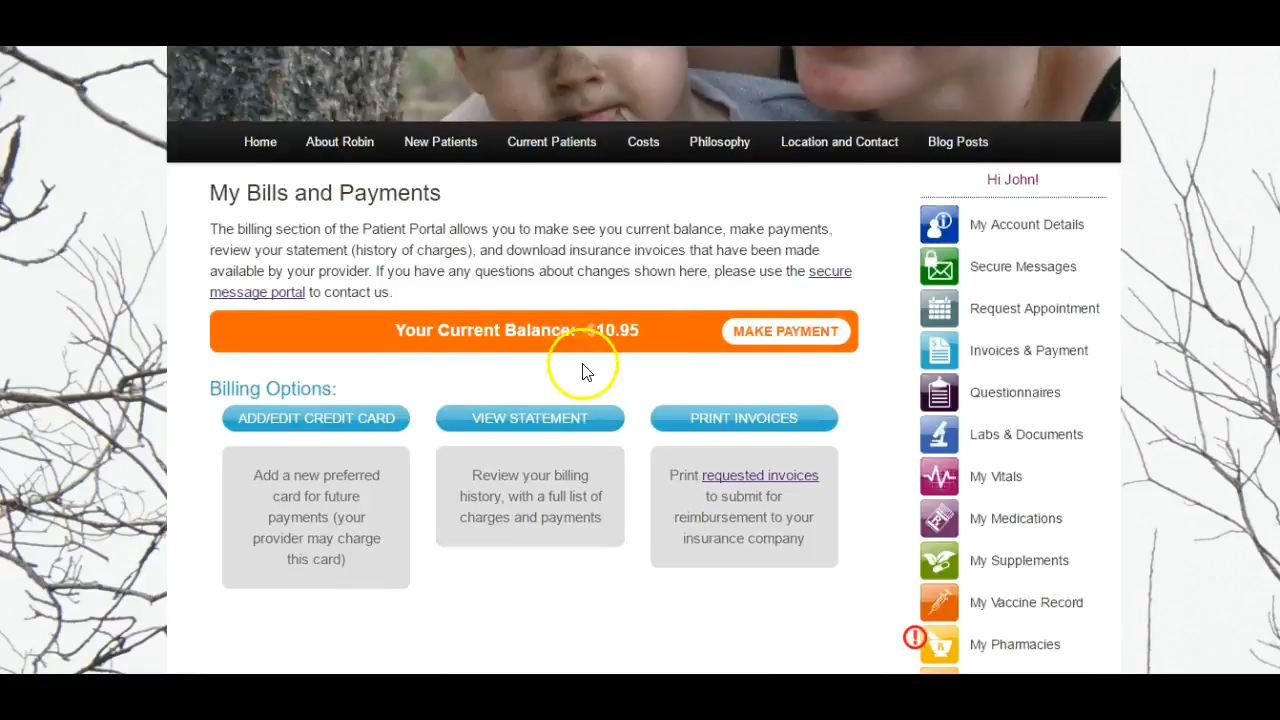 Home About Robin New Patients Current Patients Costs Philosophy Location and Contact Blog Posts
My Bills and Payments
The billing section of the Patient Portal allows you to make see you current balance, make payments,
review your statement (history of charges), and download insurance invoices that have been made
available by your provider. If you have any questions about changes shown here, please use the secure
message portal to contact us.
Your Current Balance: $10.95 MAKE PAYMENT
Billing Options:
ADD/EDIT CREDIT CARD
Add a new preferred
card for future
payments (your
provider may charge
this card)
VIEW STATEMENT
Review your billing
history, with a full list of
charges and payments
PRINT INVOICES
Print requested invoices
to submit for
reimbursement to your
insurance company
Hi John!
My Account Details
Secure Messages
Request Appointment
Invoices & Payment
Questionnaires
Labs & Documents
My Vitals
My Medications
My Supplements
My Vaccine Record
My Pharmacies